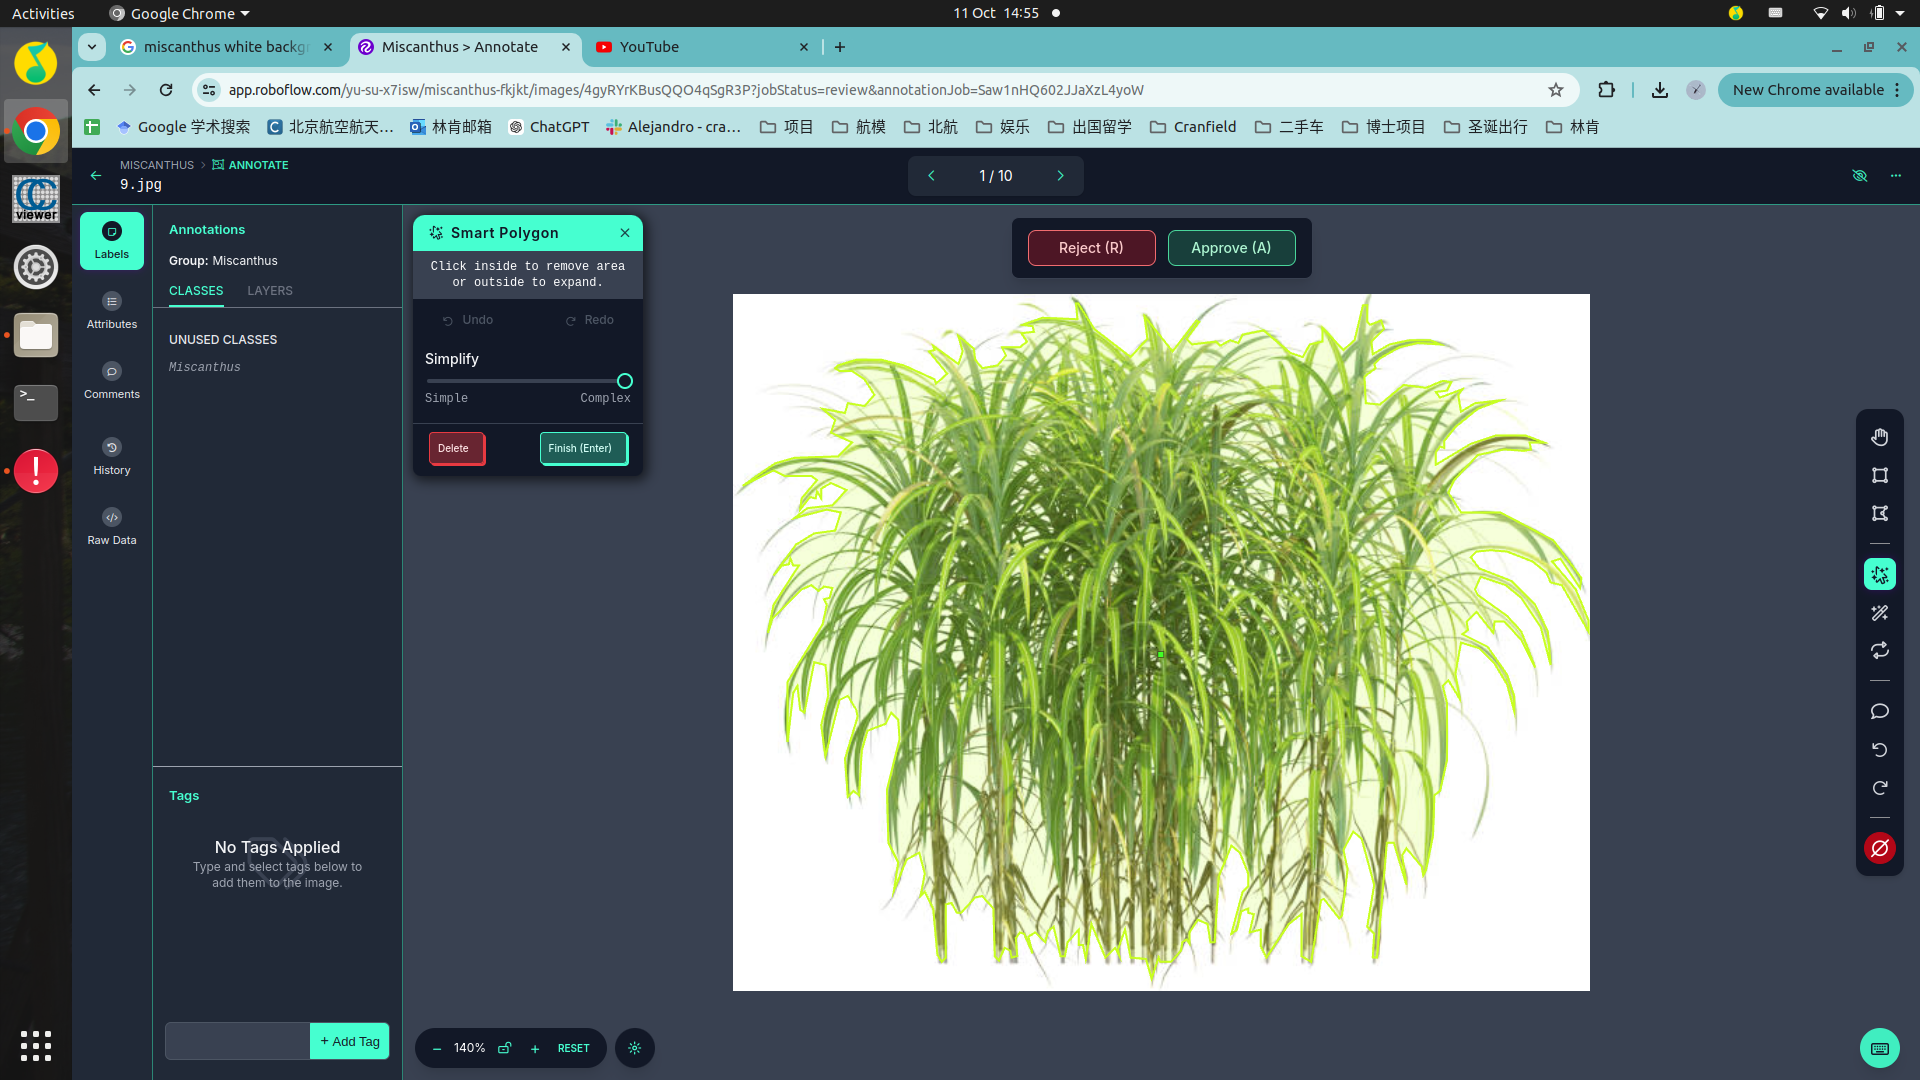 Activities
Google Chrome
11 Oct 14:55
miscanthus white backg
Miscanthus > Annotate
YouTube
app.roboflow.com/yu-su-x7isw/miscanthus-fkjkt/images/4gyRYrKBusQQO4qSgR3P?jobStatus=review&annotationJob=Saw1nHQ602JJaXzL4yoW
New Chrome available
Google 学术搜索
北京航空航天…
林肯邮箱
ChatGPT
Alejandro - cra…
项目
航模
北航
娱乐
出国留学
Cranfield
二手车
博士项目
圣诞出行
林肯
MISCANTHUS > ANNOTATE
9.jpg
1 / 10
Labels
Attributes
Comments
History
Raw Data
Annotations
Group: Miscanthus
CLASSES
LAYERS
UNUSED CLASSES
Miscanthus
Tags
No Tags Applied
Type and select tags below to
add them to the image.
+ Add Tag
Smart Polygon
Click inside to remove area
or outside to expand.
Undo
Redo
Simplify
Simple
Complex
Delete
Finish (Enter)
Reject (R)
Approve (A)
140%
RESET
CC
viewer